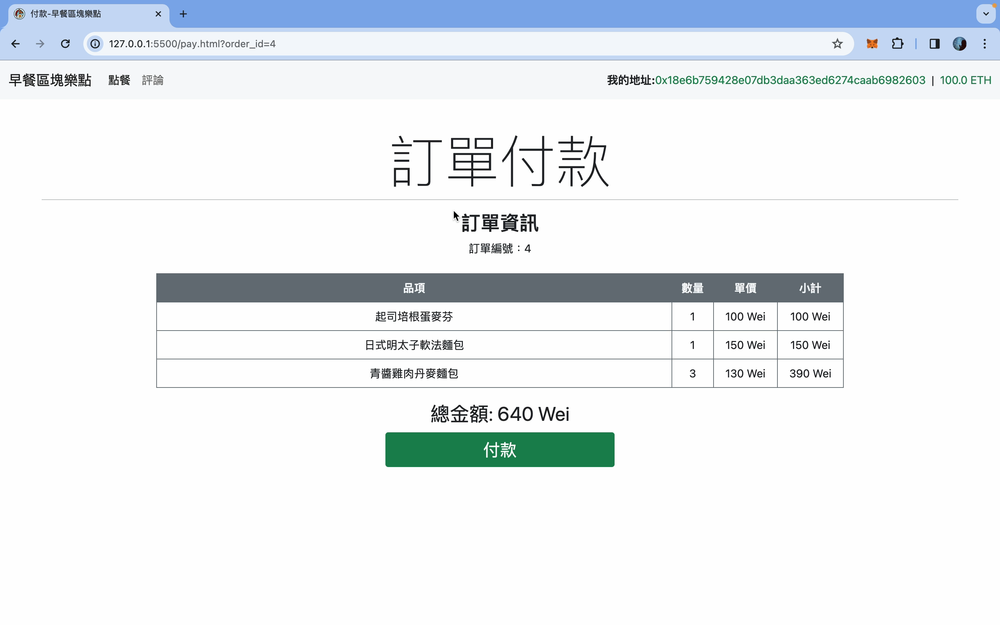 付款-早餐區塊樂點
127.0.0.1:5500/pay.html?order_id=4
早餐區塊樂點 點餐 評論 我的地址:0x18e6b759428e07db3daa363ed6274caab6982603 | 100.0 ETH
訂單付款
訂單資訊
訂單編號：4
品項 數量 單價 小計
起司培根蛋麥芬 1 100 Wei 100 Wei
日式明太子軟法麵包 1 150 Wei 150 Wei
青醬雞肉丹麥麵包 3 130 Wei 390 Wei
總金額: 640 Wei
付款